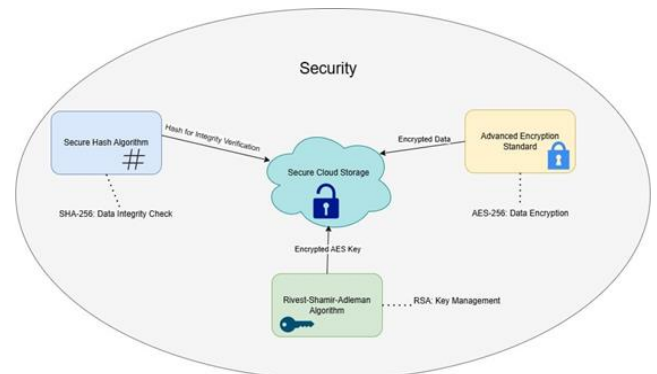 Security
Secure Hash Algorithm
#
Hash for Integrity Verification
SHA-256: Data Integrity Check
Secure Cloud Storage
Encrypted Data
Advanced Encryption
Standard
AES-256: Data Encryption
Encrypted AES Key
Rivest-Shamir-Adleman
Algorithm
RSA: Key Management